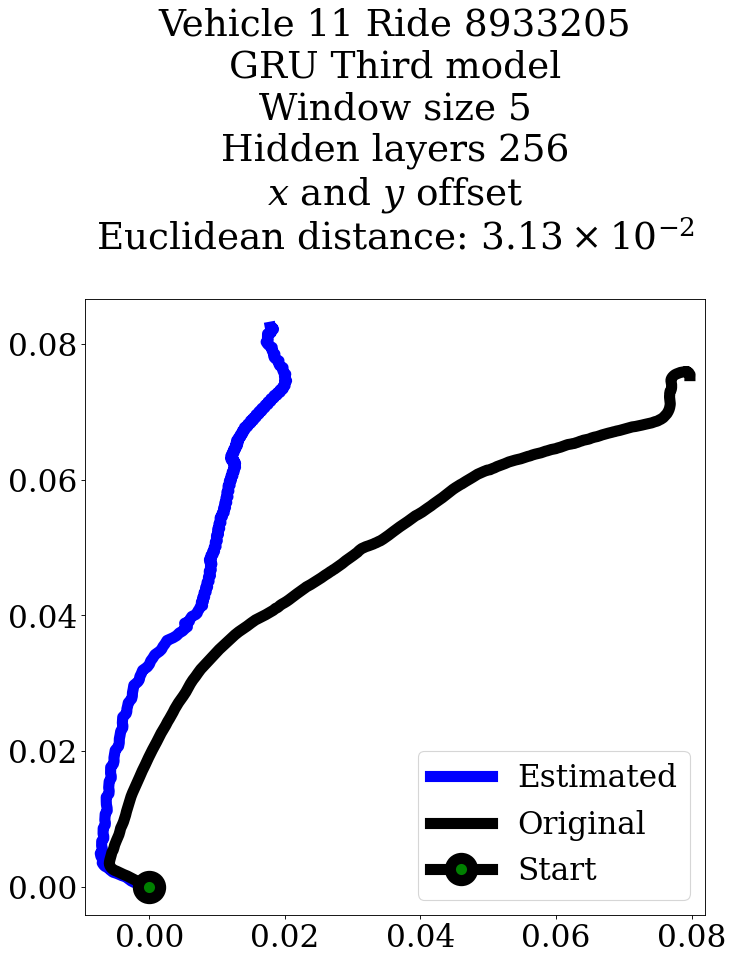 Vehicle 11 Ride 8933205
GRU Third model
Window size 5
Hidden layers 256
x and y offset
Euclidean distance: 3.13 × 10⁻²
0.08
0.06
0.04
0.02
0.00
Estimated
Original
Start
0.00 0.02 0.04 0.06 0.08